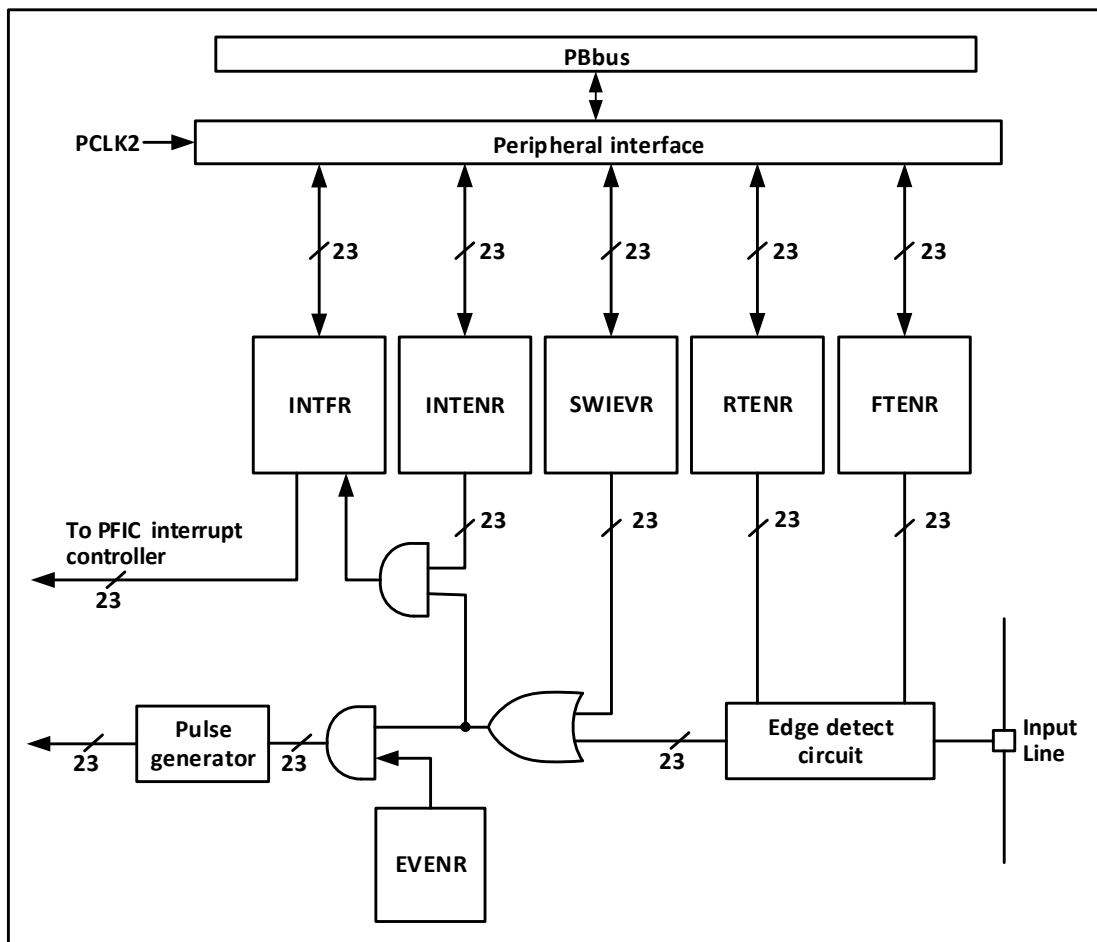 PBbus
PCLK2
Peripheral interface
23
23
23
23
23
INTFR
INTENR
SWIEVR
RTENR
FTENR
23
23
23
23
To PFIC interrupt
controller
23
Pulse
generator
23
23
23
Edge detect
circuit
Input
Line
EVENR